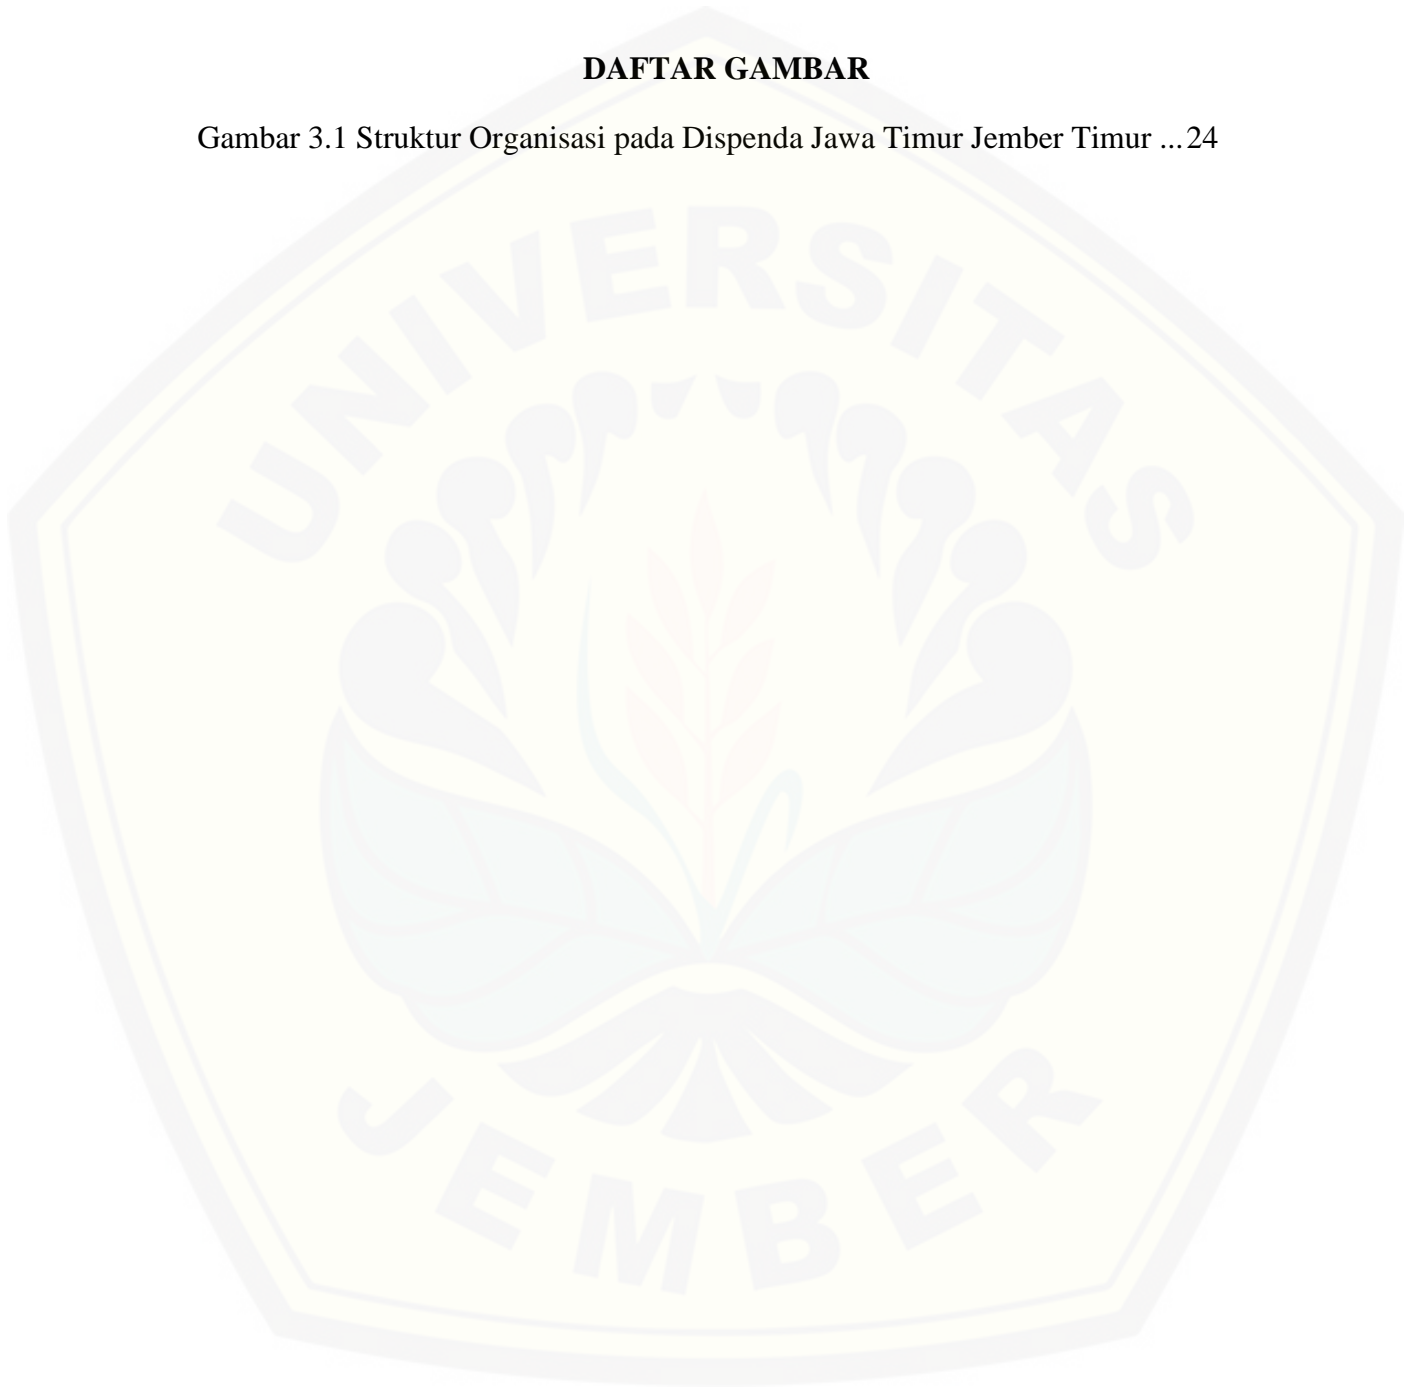 DAFTAR GAMBAR
Gambar 3.1 Struktur Organisasi pada Dispenda Jawa Timur Jember Timur ...24
UNIVERSITAS
JEMBER